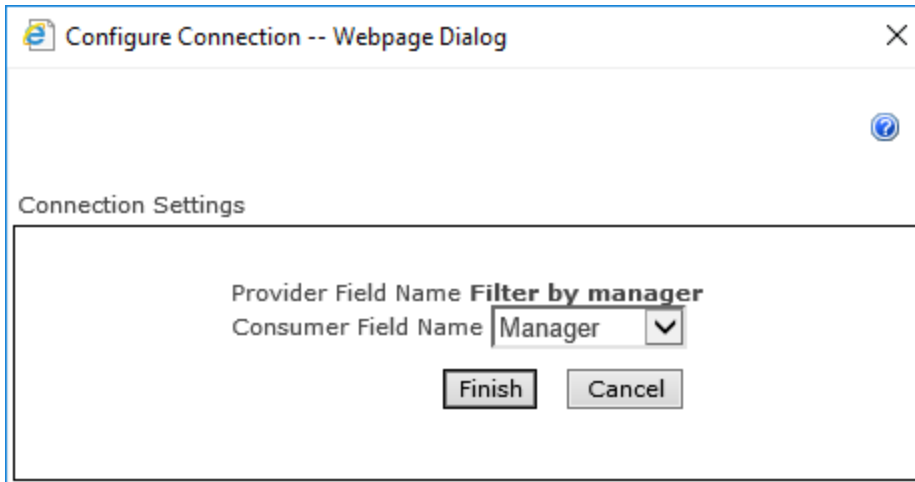 Configure Connection -- Webpage Dialog
Connection Settings
Provider Field Name Filter by manager
Consumer Field Name Manager
Finish Cancel